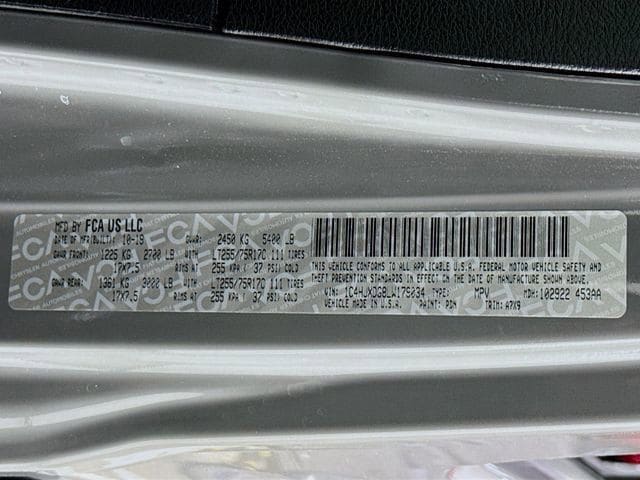 MFD BY FCA US LLC
DATE OF MFR/BUILT: 10-19 GVWR: 2450 KG 5400 LB
GAWR FRONT: 1225 KG 2700 LB WITH LT255/75R17C 111 TIRES
17X7.5 RIMS AT 255 KPA / 37 PSI COLD
GAWR REAR: 1361 KG 3000 LB WITH LT255/75R17C 111 TIRES
17X7.5 RIMS AT 255 KPA / 37 PSI COLD
THIS VEHICLE CONFORMS TO ALL APPLICABLE U.S.A. FEDERAL MOTOR VEHICLE SAFETY AND
THEFT PREVENTION STANDARDS IN EFFECT ON THE DATE OF MANUFACTURE SHOWN ABOVE
VIN: TYPE: MPV MDH: 102922 453AA
VEHICLE MADE IN U.S.A. PAINT: PDN TRIM: A7X9